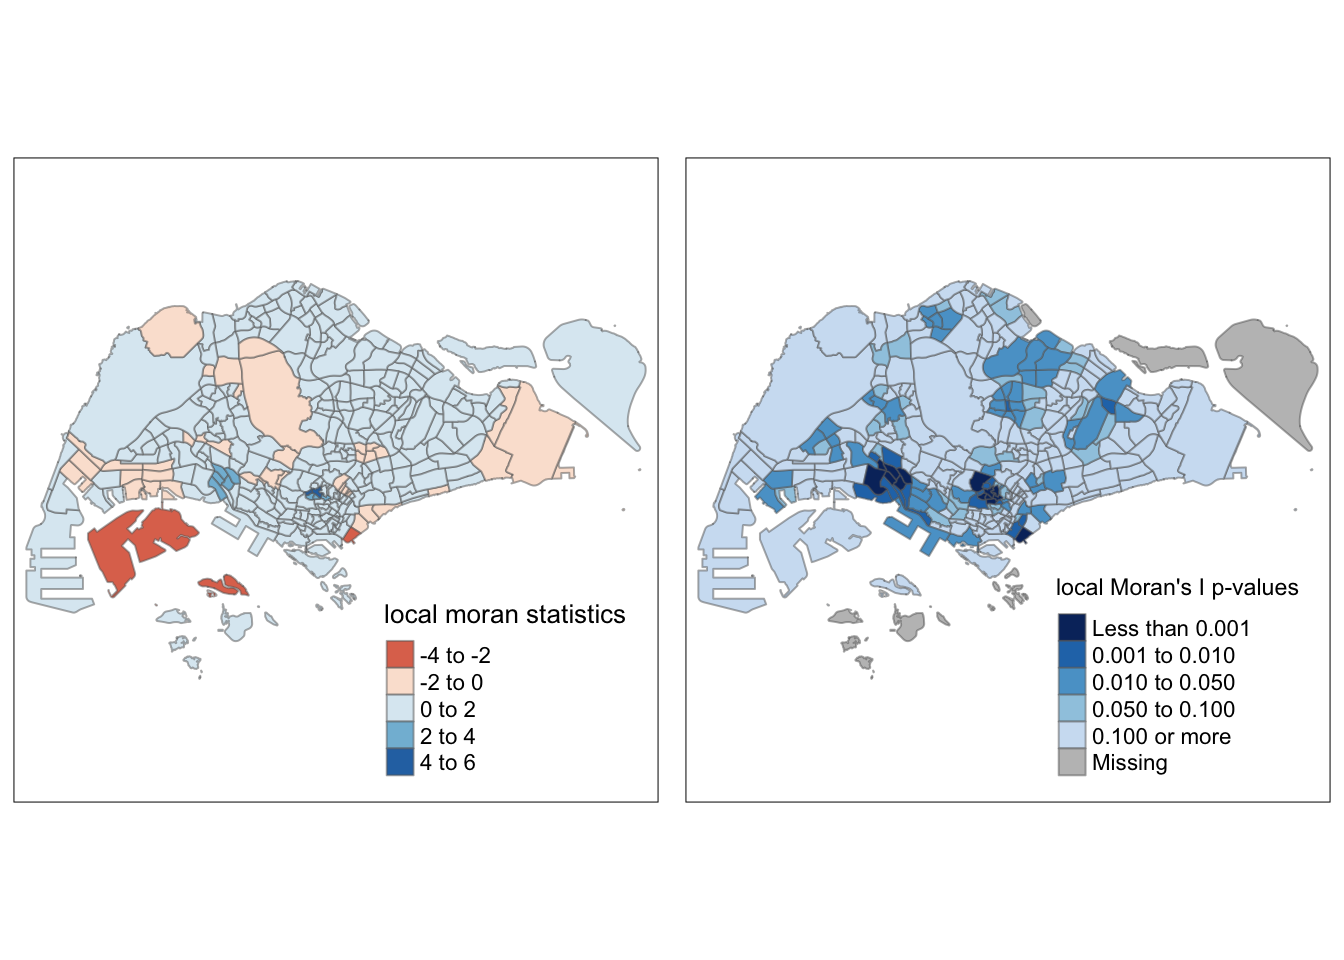 local moran statistics
-4 to -2
-2 to 0
0 to 2
2 to 4
4 to 6
local Moran's I p-values
Less than 0.001
0.001 to 0.010
0.010 to 0.050
0.050 to 0.100
0.100 or more
Missing